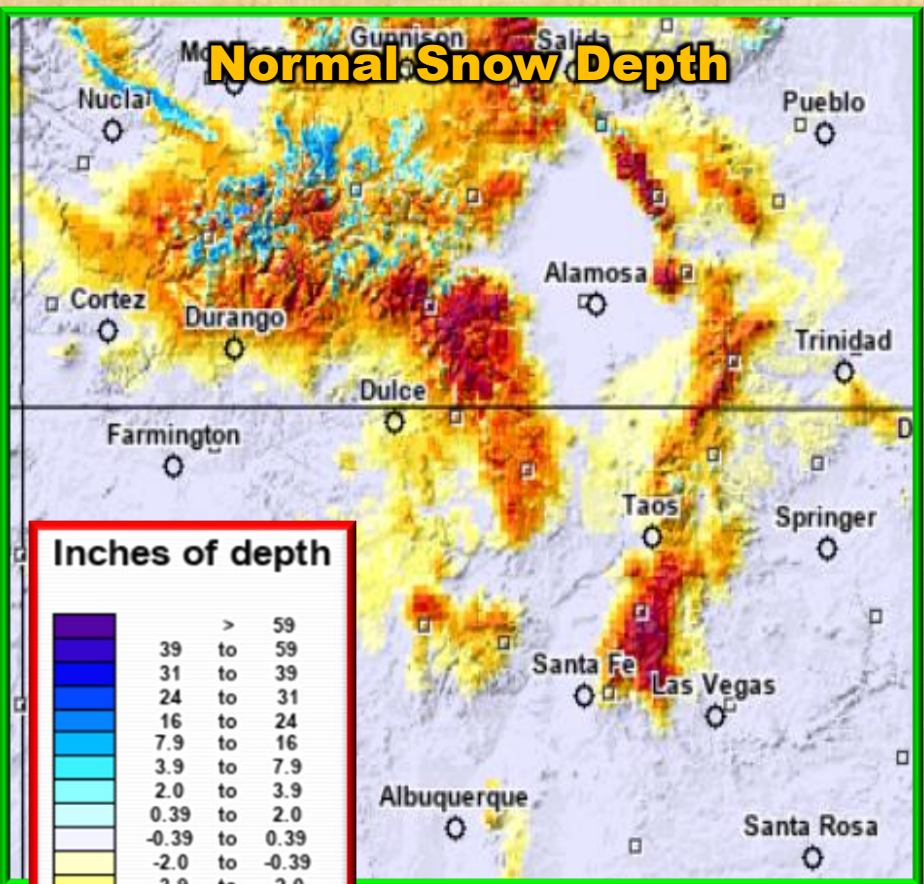 Normal Snow Depth
Gunnison
Salida
Nucla
Pueblo
Alamosa
Cortez
Durango
Trinidad
Dulce
Farmington
D
Taos
Springer
Inches of depth
> 59
39 to 59
31 to 39
24 to 31
16 to 24
7.9 to 16
3.9 to 7.9
2.0 to 3.9
0.39 to 2.0
-0.39 to 0.39
-2.0 to -0.39
Santa Fe
Las Vegas
Albuquerque
Santa Rosa